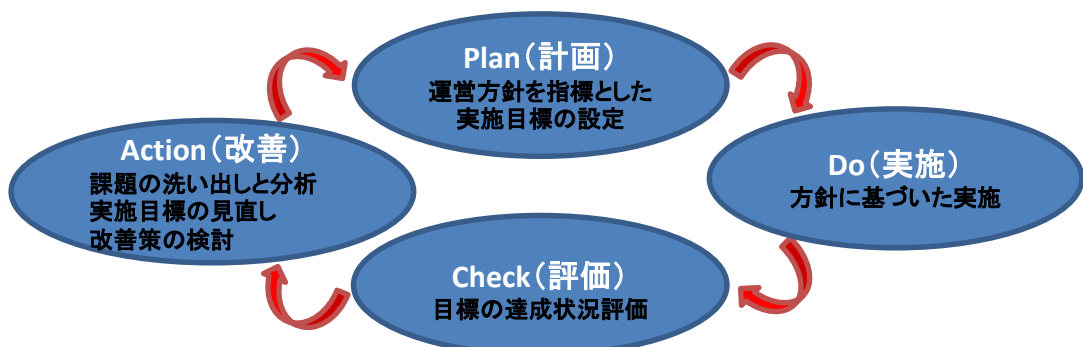 Plan（計画）
運営方針を指標とした
実施目標の設定
Do（実施）
方針に基づいた実施
Check（評価）
目標の達成状況評価
Action（改善）
課題の洗い出しと分析
実施目標の見直し
改善策の検討